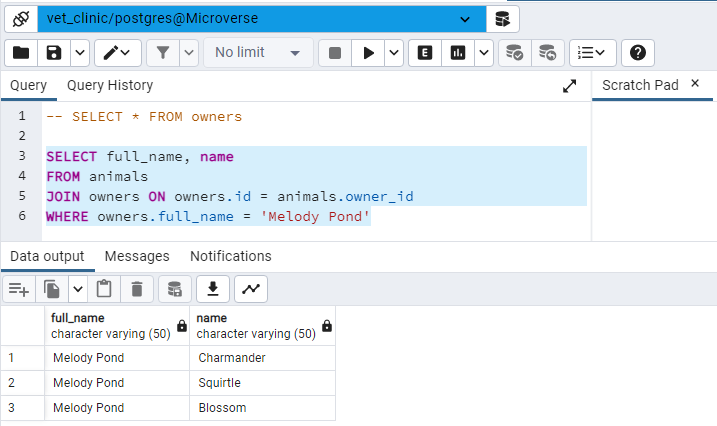 vet_clinic/postgres@Microverse
No limit
E
Query
Query History
Scratch Pad
1 -- SELECT * FROM owners
2
3 SELECT full_name, name
4 FROM animals
5 JOIN owners ON owners.id = animals.owner_id
6 WHERE owners.full_name = 'Melody Pond'
Data output
Messages
Notifications
full_name
character varying (50)
name
character varying (50)
1 Melody Pond Charmander
2 Melody Pond Squirtle
3 Melody Pond Blossom